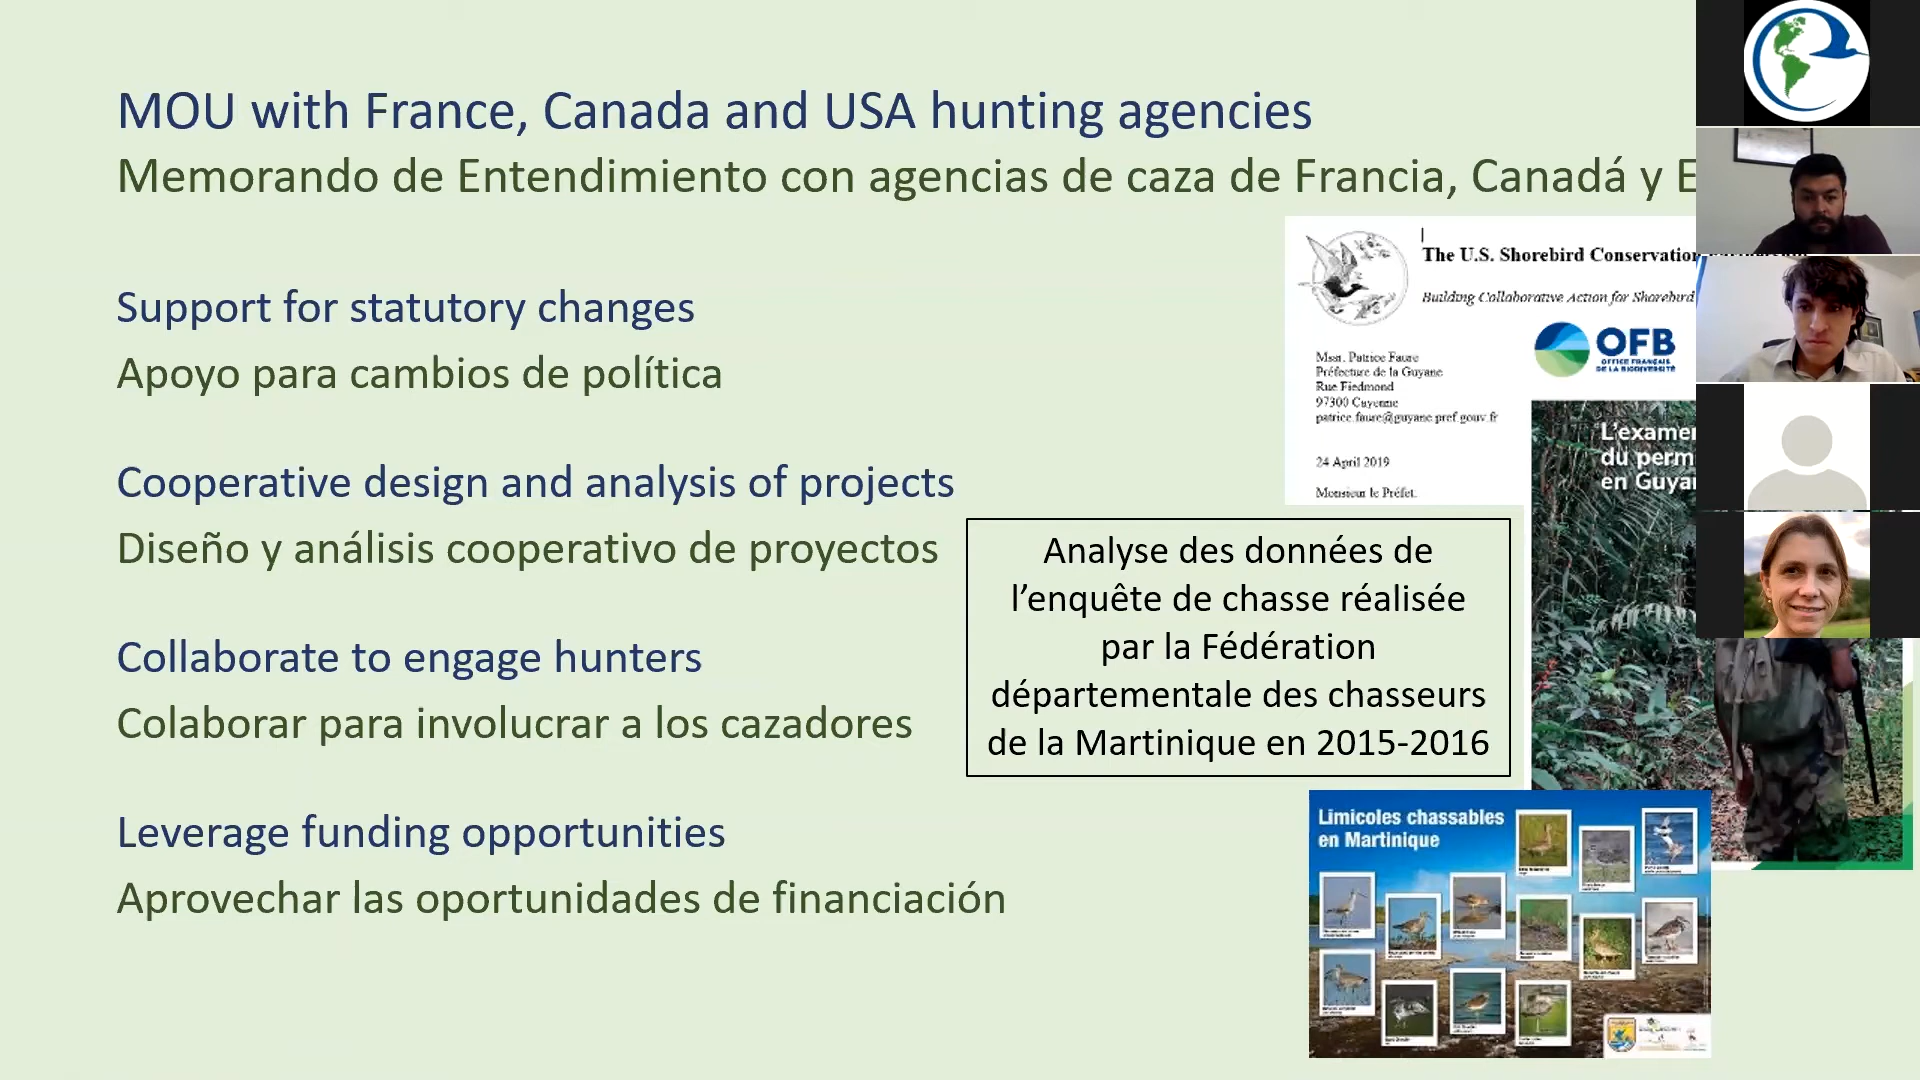 MOU with France, Canada and USA hunting agencies
Memorando de Entendimiento con agencias de caza de Francia, Canadá y E
Support for statutory changes
Apoyo para cambios de política
Cooperative design and analysis of projects
Diseño y análisis cooperativo de proyectos
Collaborate to engage hunters
Colaborar para involucrar a los cazadores
Leverage funding opportunities
Aprovechar las oportunidades de financiación
The U.S. Shorebird Conservation
Building Collaborative Action for Shorebird
OFB
OFFICE FRANÇAIS
DE LA BIODIVERSITÉ
Mssr. Patrice Faure
Préfecture de la Guyane
Rue Fiedmond
97300 Cayenne
patrice.faure@guyane.pref.gouv.fr
24 April 2019
Monsieur le Préfet.
L'examen
du perm
en Guya
Analyse des données de
l’enquête de chasse réalisée
par la Fédération
départementale des chasseurs
de la Martinique en 2015-2016
Limicoles chassables
en Martinique